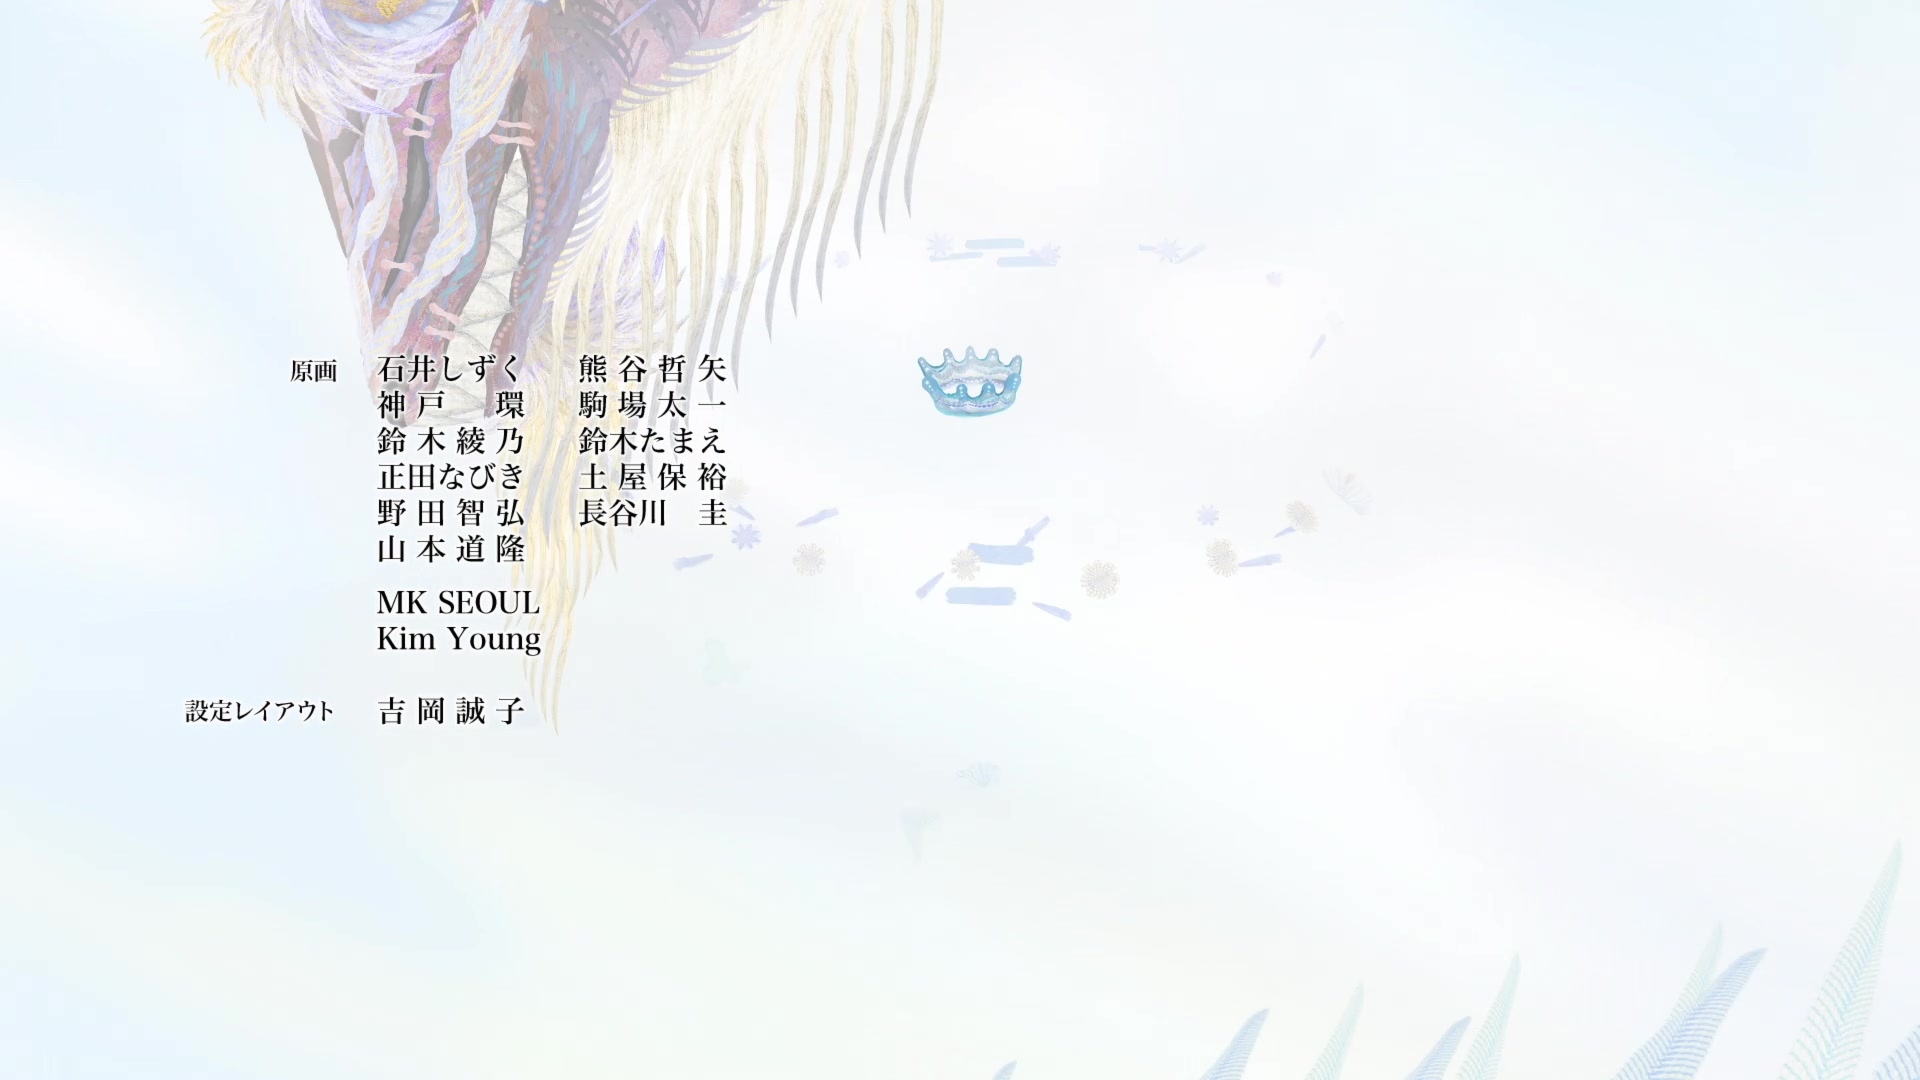 原画 石井しずく 熊谷哲矢
神戸 環 駒場太一
鈴木綾乃 鈴木たまえ
正田なびき 土屋保裕
野田智弘 長谷川 圭
山本道隆
MK SEOUL
Kim Young
設定レイアウト 吉岡誠子